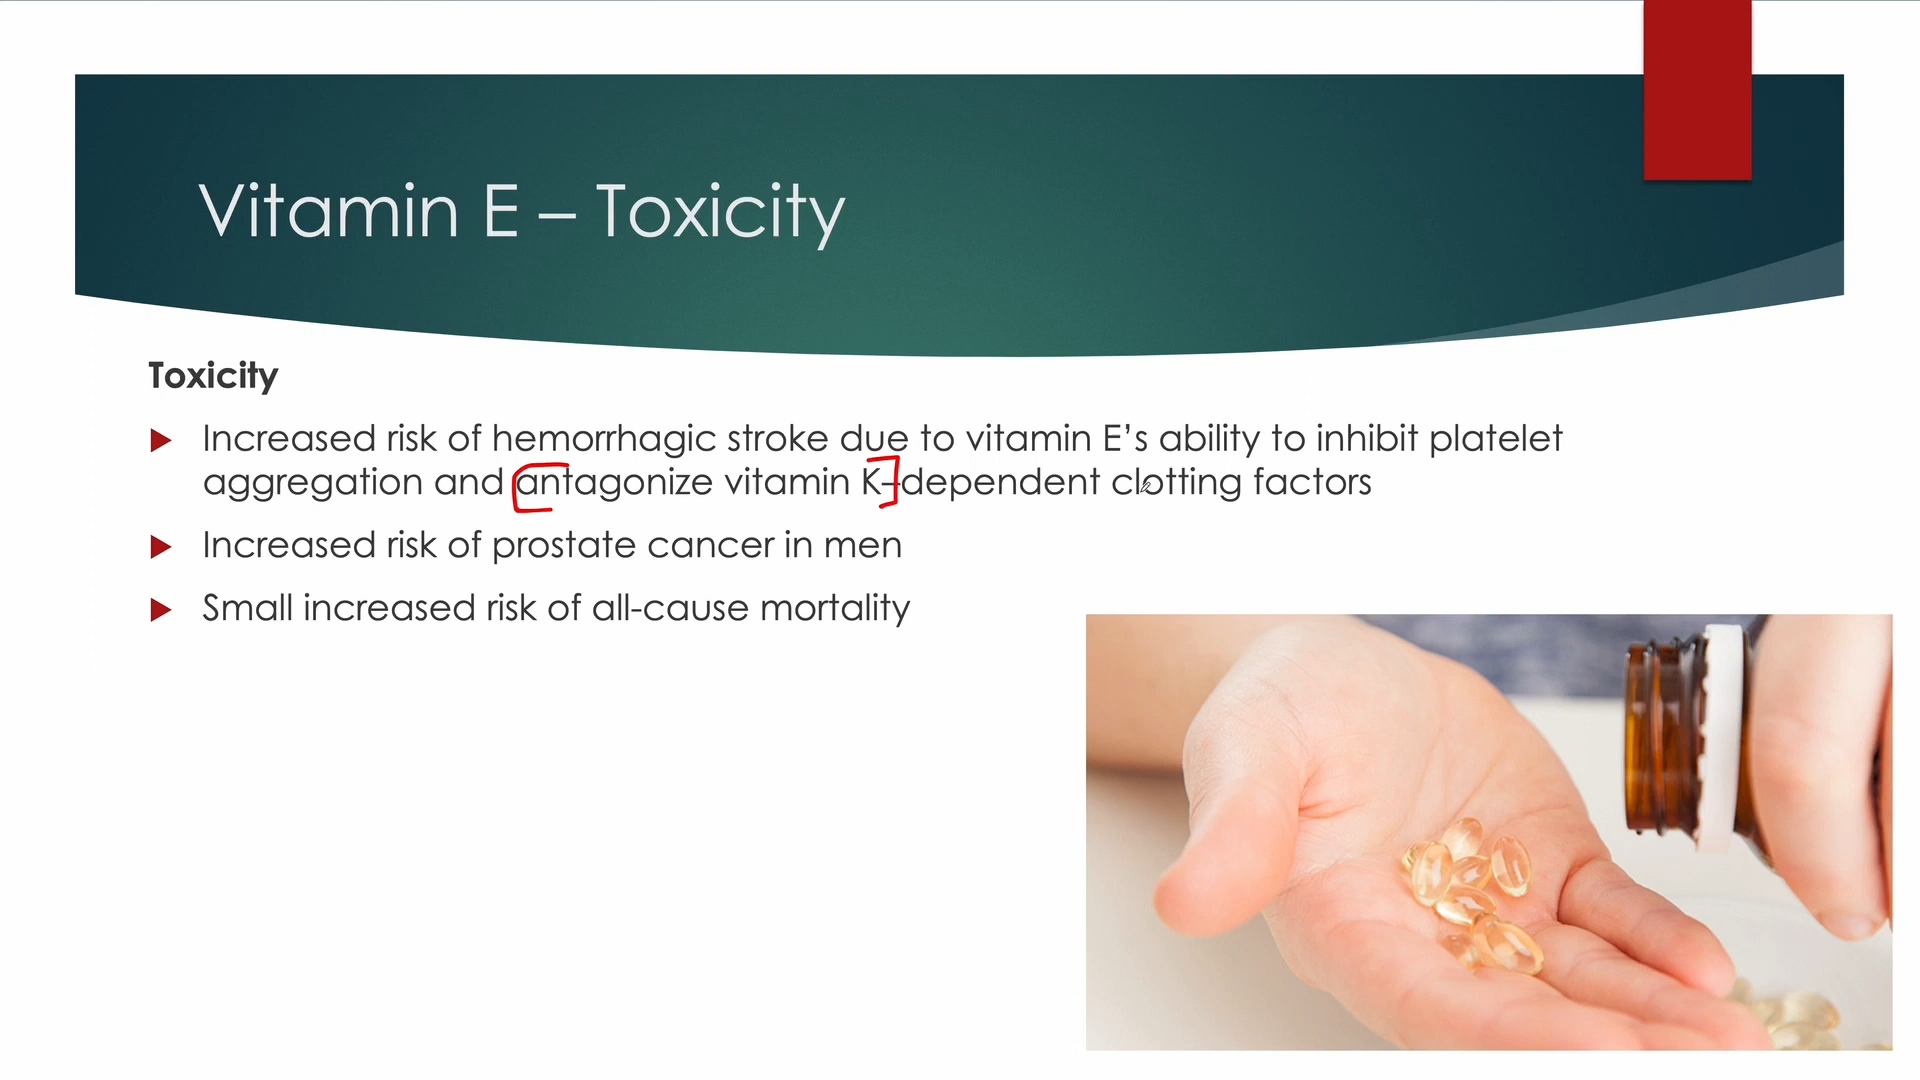 Vitamin E – Toxicity
Toxicity
Increased risk of hemorrhagic stroke due to vitamin E’s ability to inhibit platelet
aggregation and antagonize vitamin K–dependent clotting factors
Increased risk of prostate cancer in men
Small increased risk of all-cause mortality